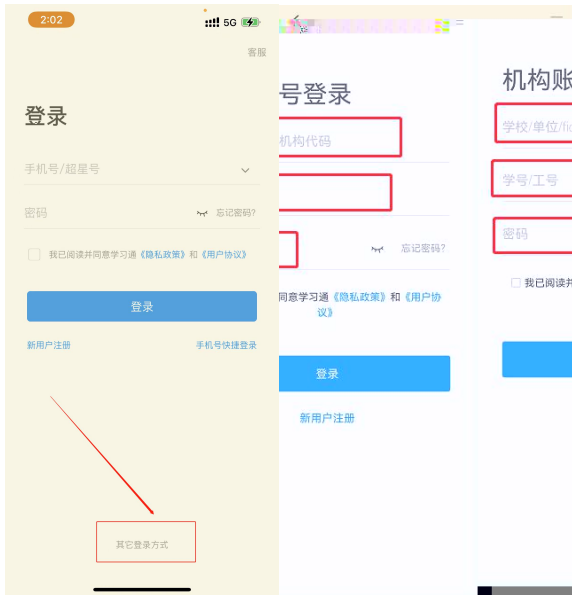 2:02
5G
客服
登录
手机号/超星号
密码
忘记密码?
我已阅读并同意学习通《隐私政策》和《用户协议》
登录
新用户注册
手机号快捷登录
其它登录方式
号登录
机构代码
忘记密码?
同意学习通《隐私政策》和《用户协
议》
登录
新用户注册
机构账
学校/单位/fid
学号/工号
密码
我已阅读并